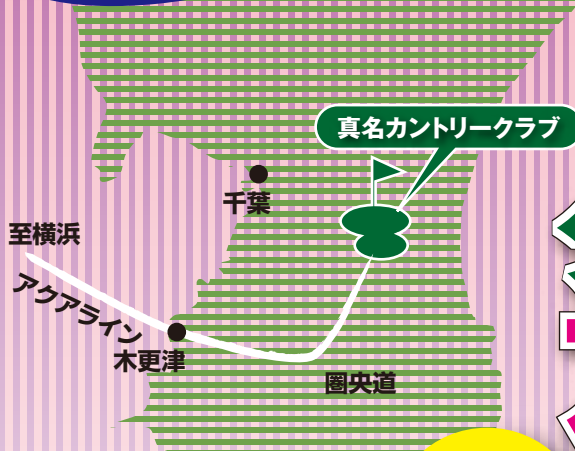 真名カントリークラブ
千葉
至横浜
アクアライン
木更津
圏央道